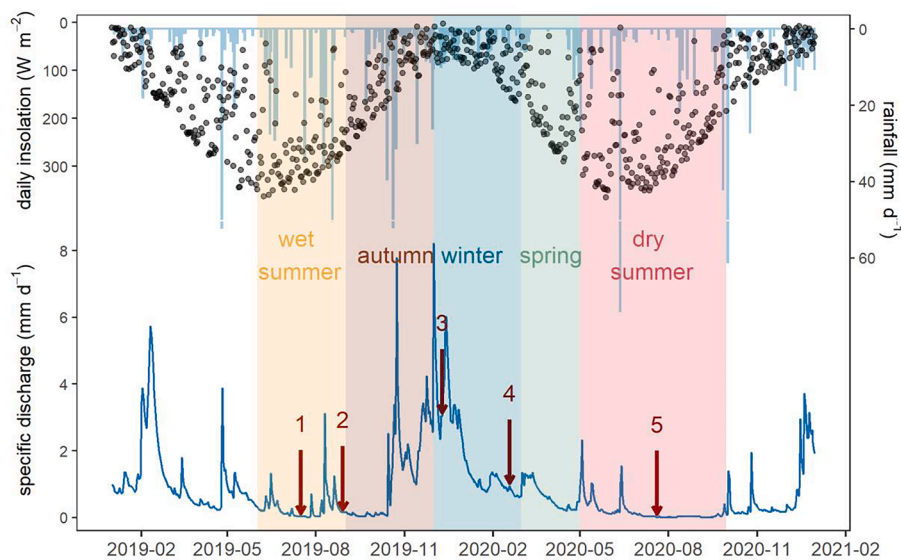 daily insolation (W m⁻²)
0
100
200
300
0
20
40
60
rainfall (mm d⁻¹)
wet
summer
autumn
winter
spring
dry
summer
specific discharge (mm d⁻¹)
8
6
4
2
0
1
2
3
4
5
2019-02
2019-05
2019-08
2019-11
2020-02
2020-05
2020-08
2020-11
2021-02